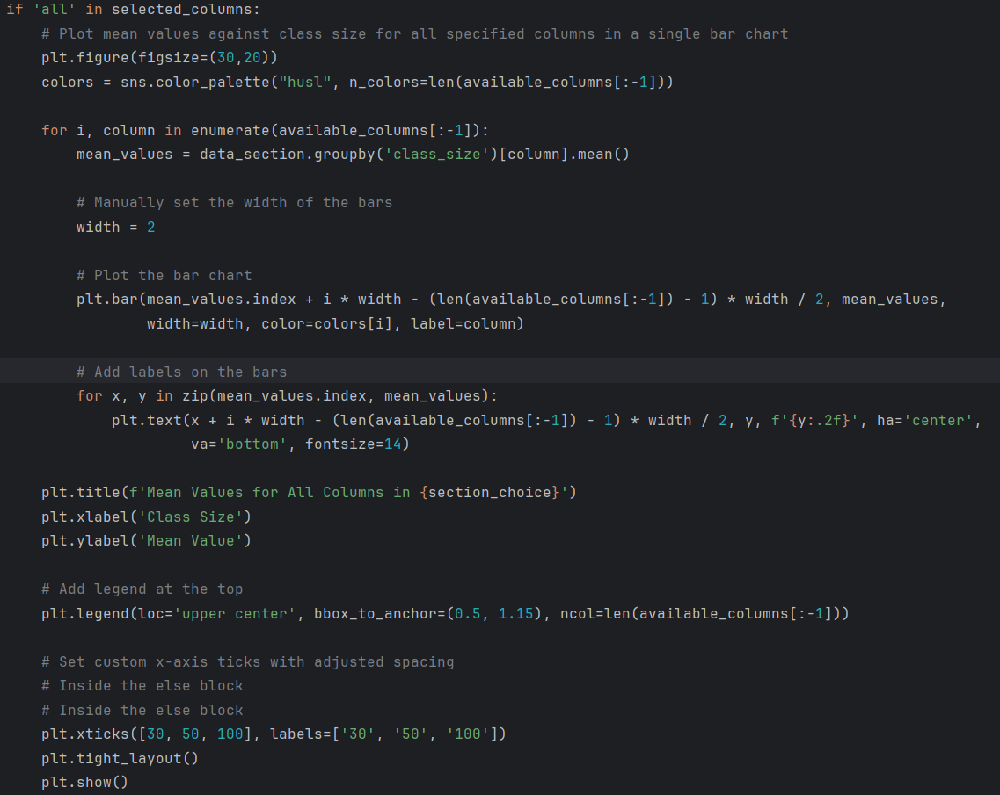 if 'all' in selected_columns:
    # Plot mean values against class size for all specified columns in a single bar chart
    plt.figure(figsize=(30,20))
    colors = sns.color_palette("husl", n_colors=len(available_columns[:-1]))

    for i, column in enumerate(available_columns[:-1]):
        mean_values = data_section.groupby('class_size')[column].mean()

        # Manually set the width of the bars
        width = 2

        # Plot the bar chart
        plt.bar(mean_values.index + i * width - (len(available_columns[:-1]) - 1) * width / 2, mean_values,
                width=width, color=colors[i], label=column)

        # Add labels on the bars
        for x, y in zip(mean_values.index, mean_values):
            plt.text(x + i * width - (len(available_columns[:-1]) - 1) * width / 2, y, f'{y:.2f}', ha='center',
                     va='bottom', fontsize=14)

    plt.title(f'Mean Values for All Columns in {section_choice}')
    plt.xlabel('Class Size')
    plt.ylabel('Mean Value')

    # Add legend at the top
    plt.legend(loc='upper center', bbox_to_anchor=(0.5, 1.15), ncol=len(available_columns[:-1]))

    # Set custom x-axis ticks with adjusted spacing
    # Inside the else block
    # Inside the else block
    plt.xticks([30, 50, 100], labels=['30', '50', '100'])
    plt.tight_layout()
    plt.show()